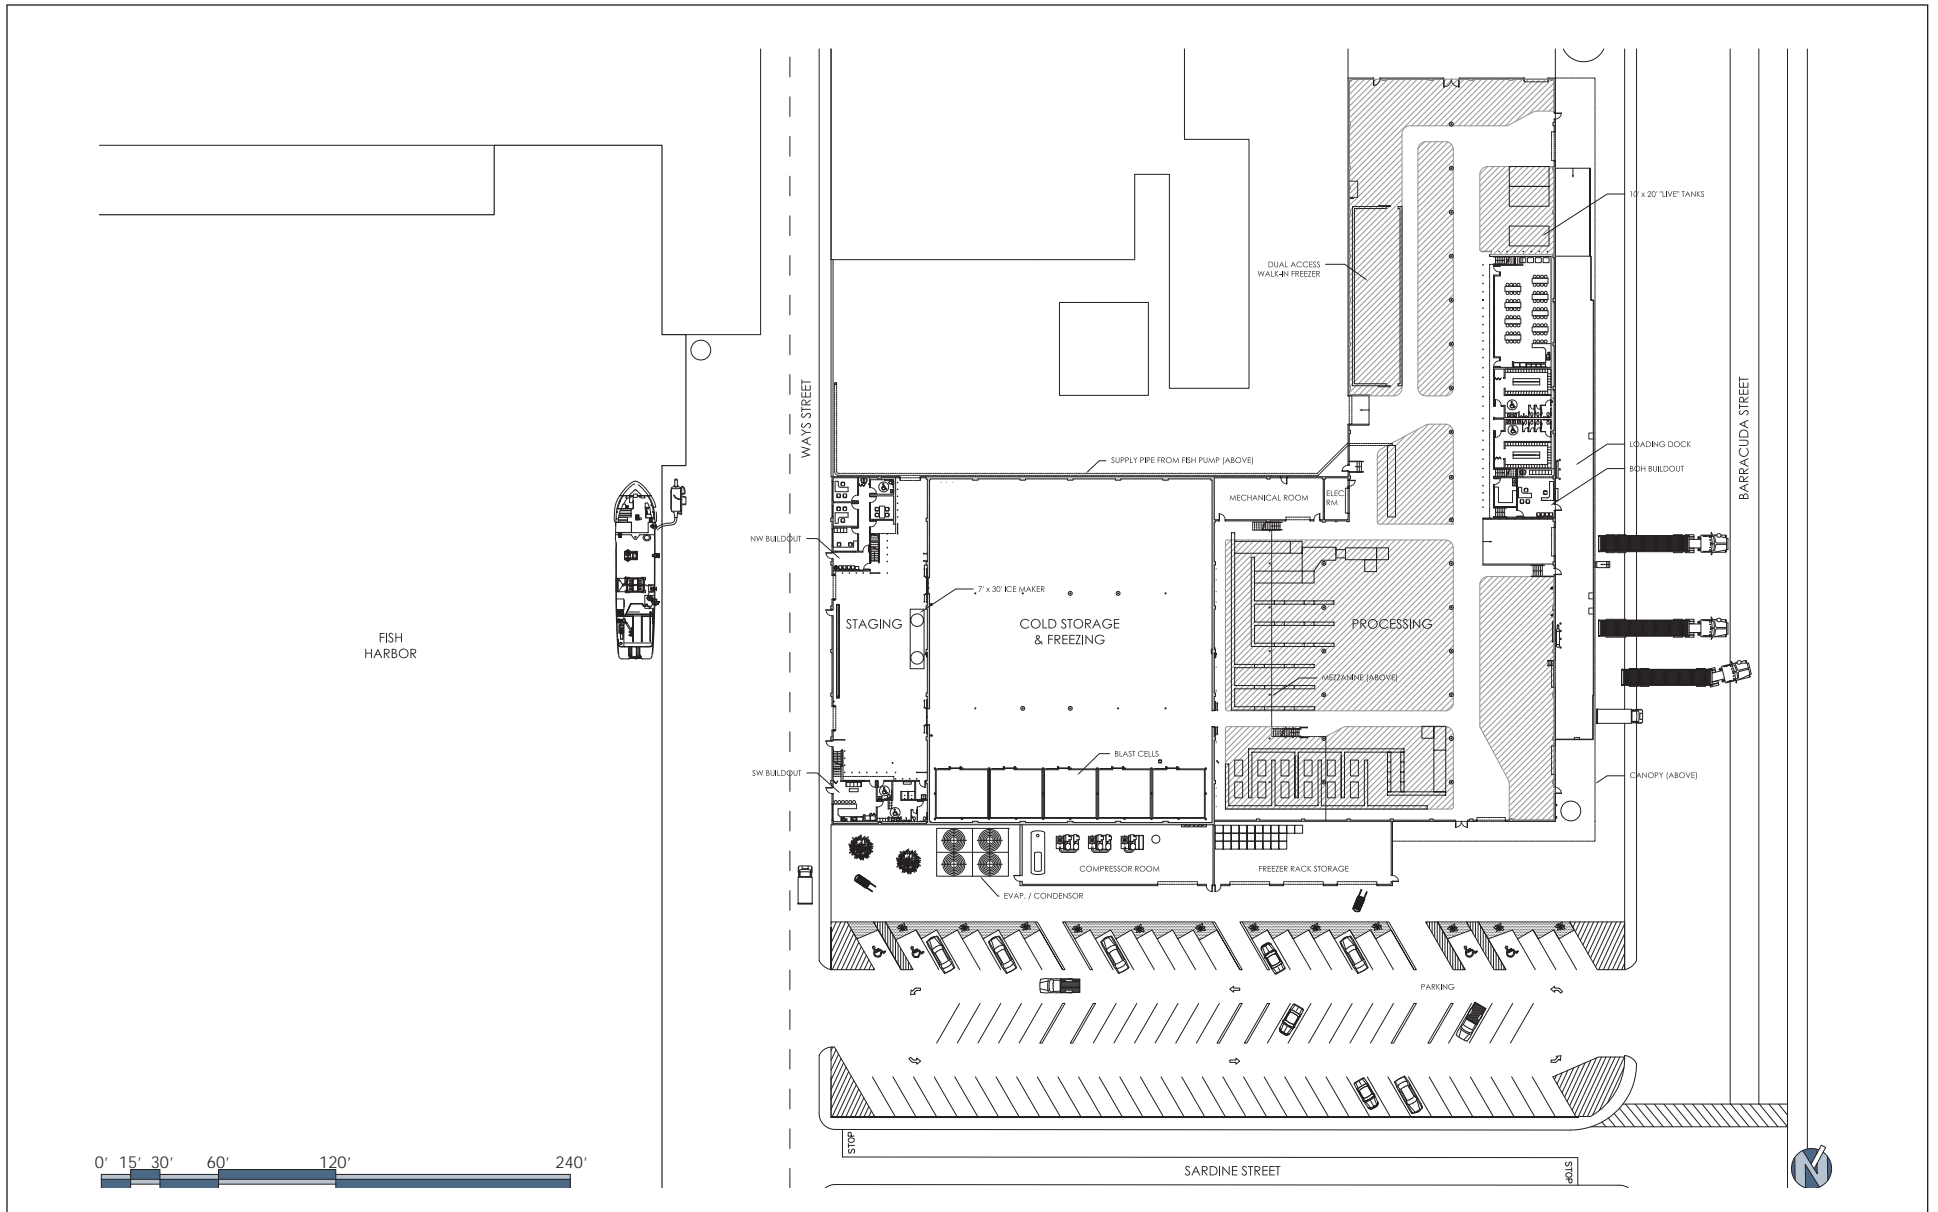 10' x 20' "LIVE" TANKS
DUAL ACCESS
WALK-IN FREEZER
WAYS STREET
BARRACUDA STREET
LOADING DOCK
SUPPLY PIPE FROM FISH PUMP (ABOVE)
BOH BUILDOUT
MECHANICAL ROOM
ELEC
RM
NW BUILDOUT
7' x 30' ICE MAKER
STAGING
COLD STORAGE
& FREEZING
PROCESSING
FISH
HARBOR
MEZZANINE (ABOVE)
BLAST CELLS
SW BUILDOUT
CANOPY (ABOVE)
COMPRESSOR ROOM
FREEZER RACK STORAGE
EVAP. / CONDENSOR
PARKING
STOP
STOP
SARDINE STREET
0' 15' 30' 60' 120' 240'
N